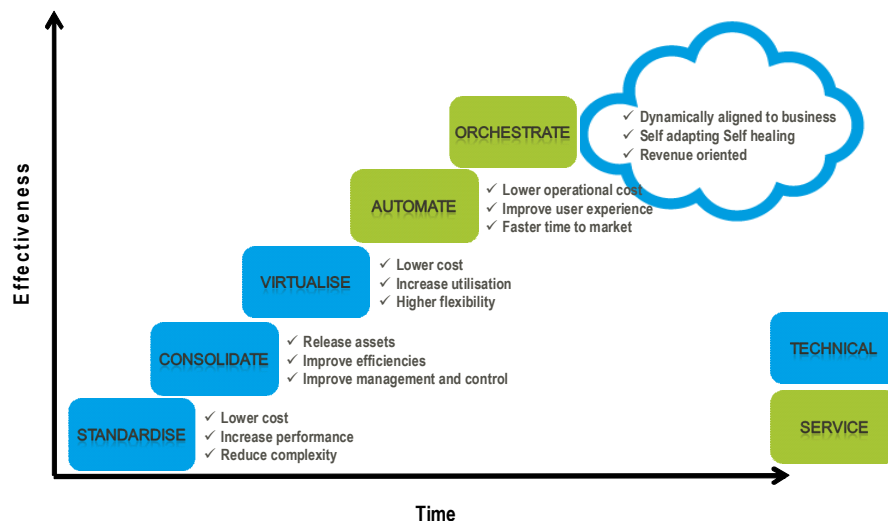 Effectiveness
ORCHESTRATE
✓ Dynamically aligned to business
✓ Self adapting Self healing
✓ Revenue oriented
AUTOMATE
✓ Lower operational cost
✓ Improve user experience
✓ Faster time to market
VIRTUALISE
✓ Lower cost
✓ Increase utilisation
✓ Higher flexibility
CONSOLIDATE
✓ Release assets
✓ Improve efficiencies
✓ Improve management and control
STANDARDISE
✓ Lower cost
✓ Increase performance
✓ Reduce complexity
TECHNICAL
SERVICE
Time